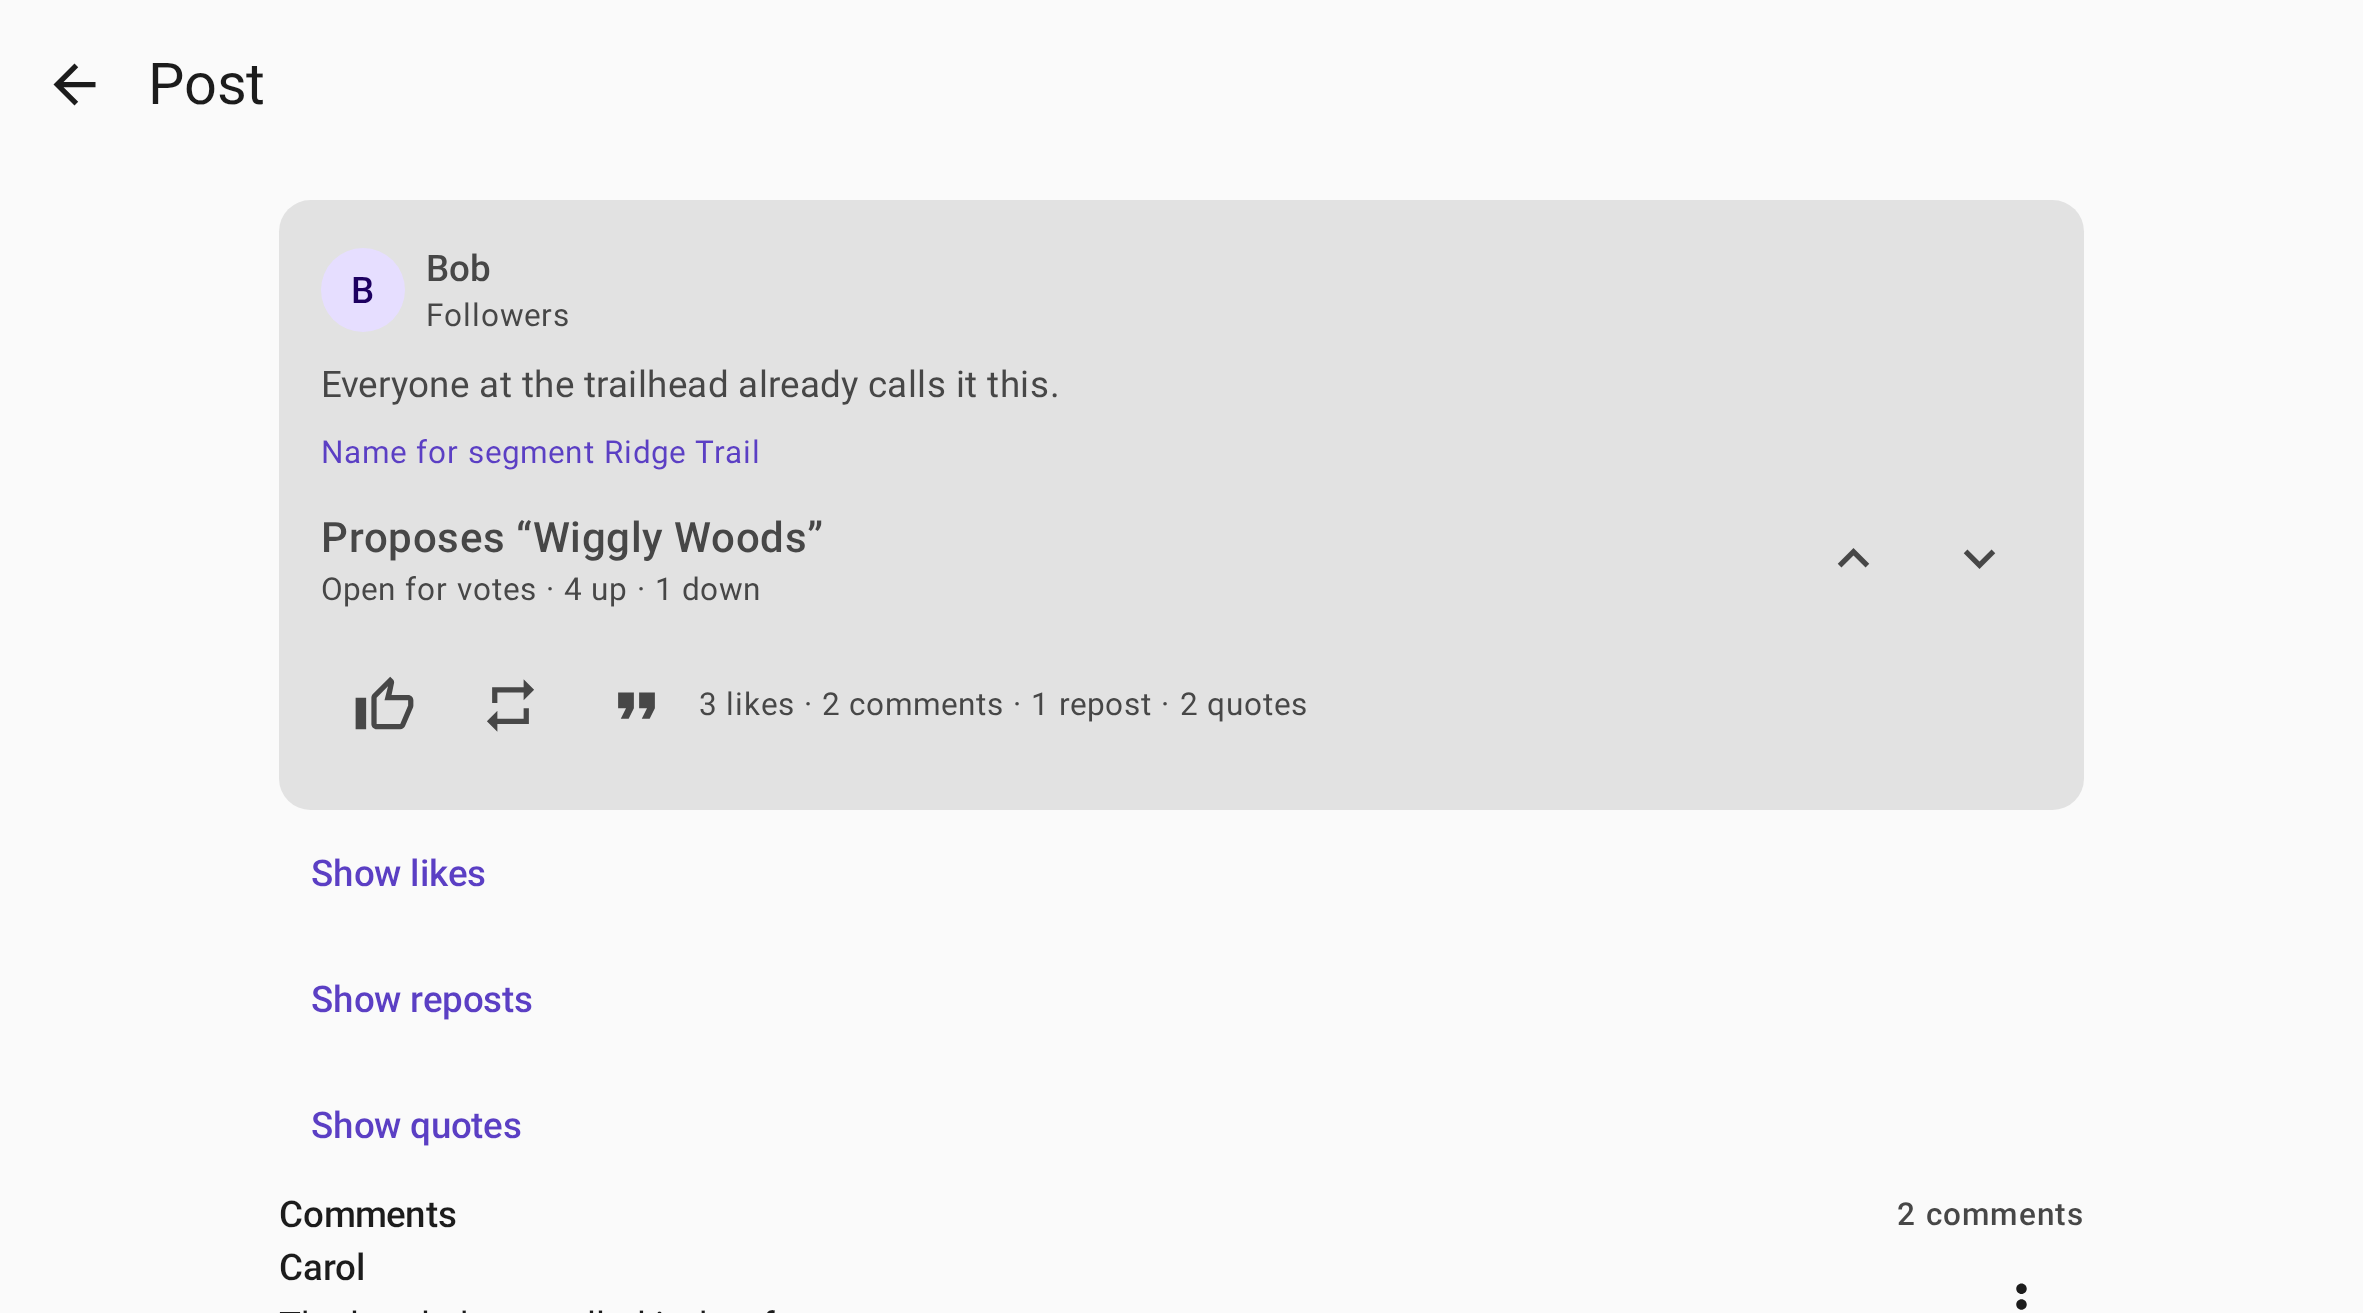 Post
B
Bob
Followers
Everyone at the trailhead already calls it this.
Name for segment Ridge Trail
Proposes “Wiggly Woods”
Open for votes · 4 up · 1 down
3 likes · 2 comments · 1 repost · 2 quotes
Show likes
Show reposts
Show quotes
Comments
2 comments
Carol